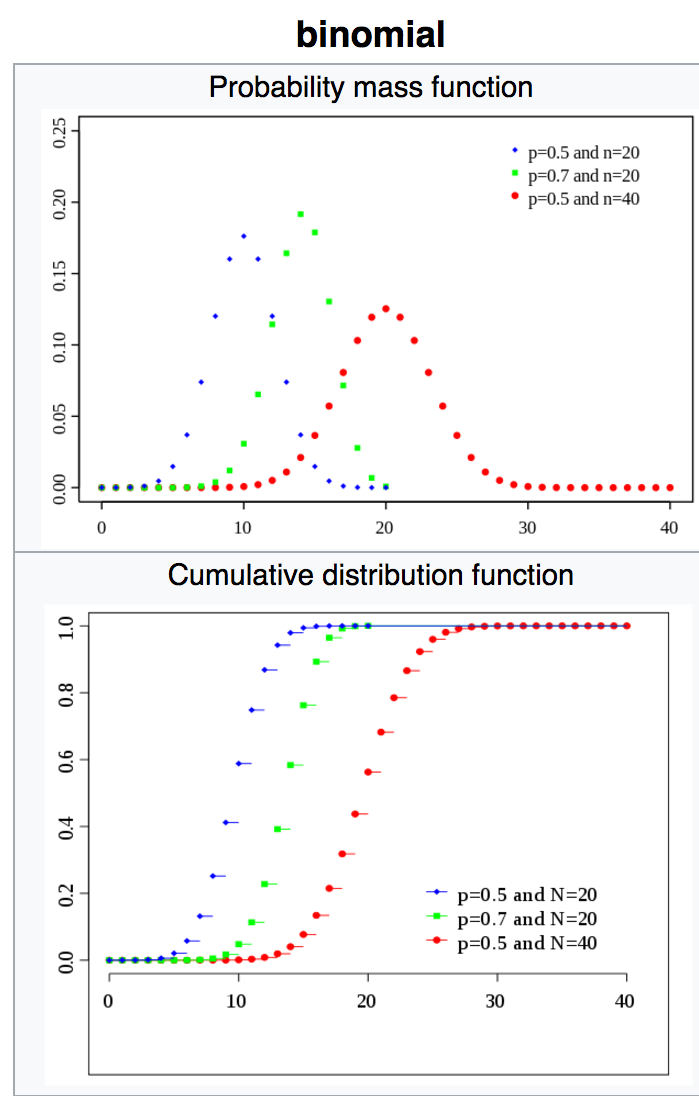 binomial
Probability mass function
0.25
0.20
0.15
0.10
0.05
0.00
p=0.5 and n=20
p=0.7 and n=20
p=0.5 and n=40
0 10 20 30 40
Cumulative distribution function
1.0
0.8
0.6
0.4
0.2
0.0
p=0.5 and N=20
p=0.7 and N=20
p=0.5 and N=40
0 10 20 30 40